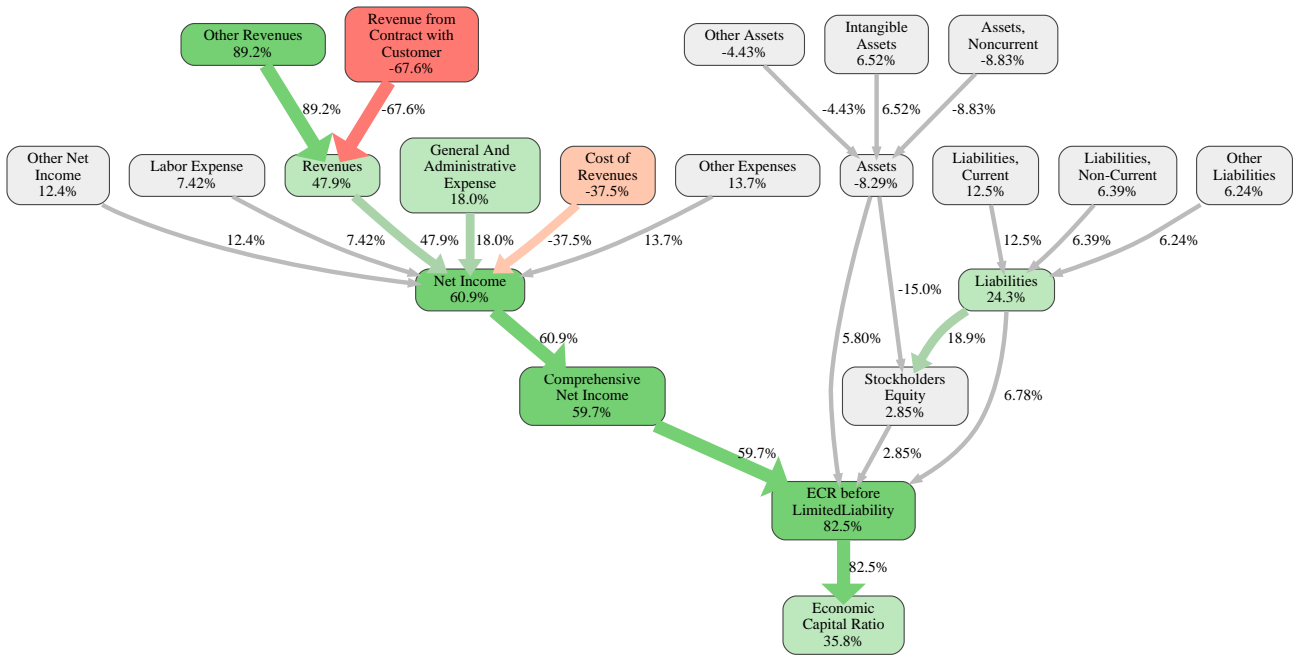 Other Revenues
89.2%
Revenue from
Contract with
Customer
-67.6%
Other Assets
-4.43%
Intangible
Assets
6.52%
Assets,
Noncurrent
-8.83%
89.2%
-67.6%
-4.43%
6.52%
-8.83%
Other Net
Income
12.4%
Labor Expense
7.42%
Revenues
47.9%
General And
Administrative
Expense
18.0%
Cost of
Revenues
-37.5%
Other Expenses
13.7%
Assets
-8.29%
Liabilities,
Current
12.5%
Liabilities,
Non-Current
6.39%
Other
Liabilities
6.24%
12.4%
7.42%
47.9%
18.0%
-37.5%
13.7%
12.5%
6.39%
6.24%
Net Income
60.9%
-15.0%
Liabilities
24.3%
60.9%
5.80%
18.9%
Comprehensive
Net Income
59.7%
Stockholders
Equity
2.85%
6.78%
59.7%
2.85%
ECR before
LimitedLiability
82.5%
82.5%
Economic
Capital Ratio
35.8%